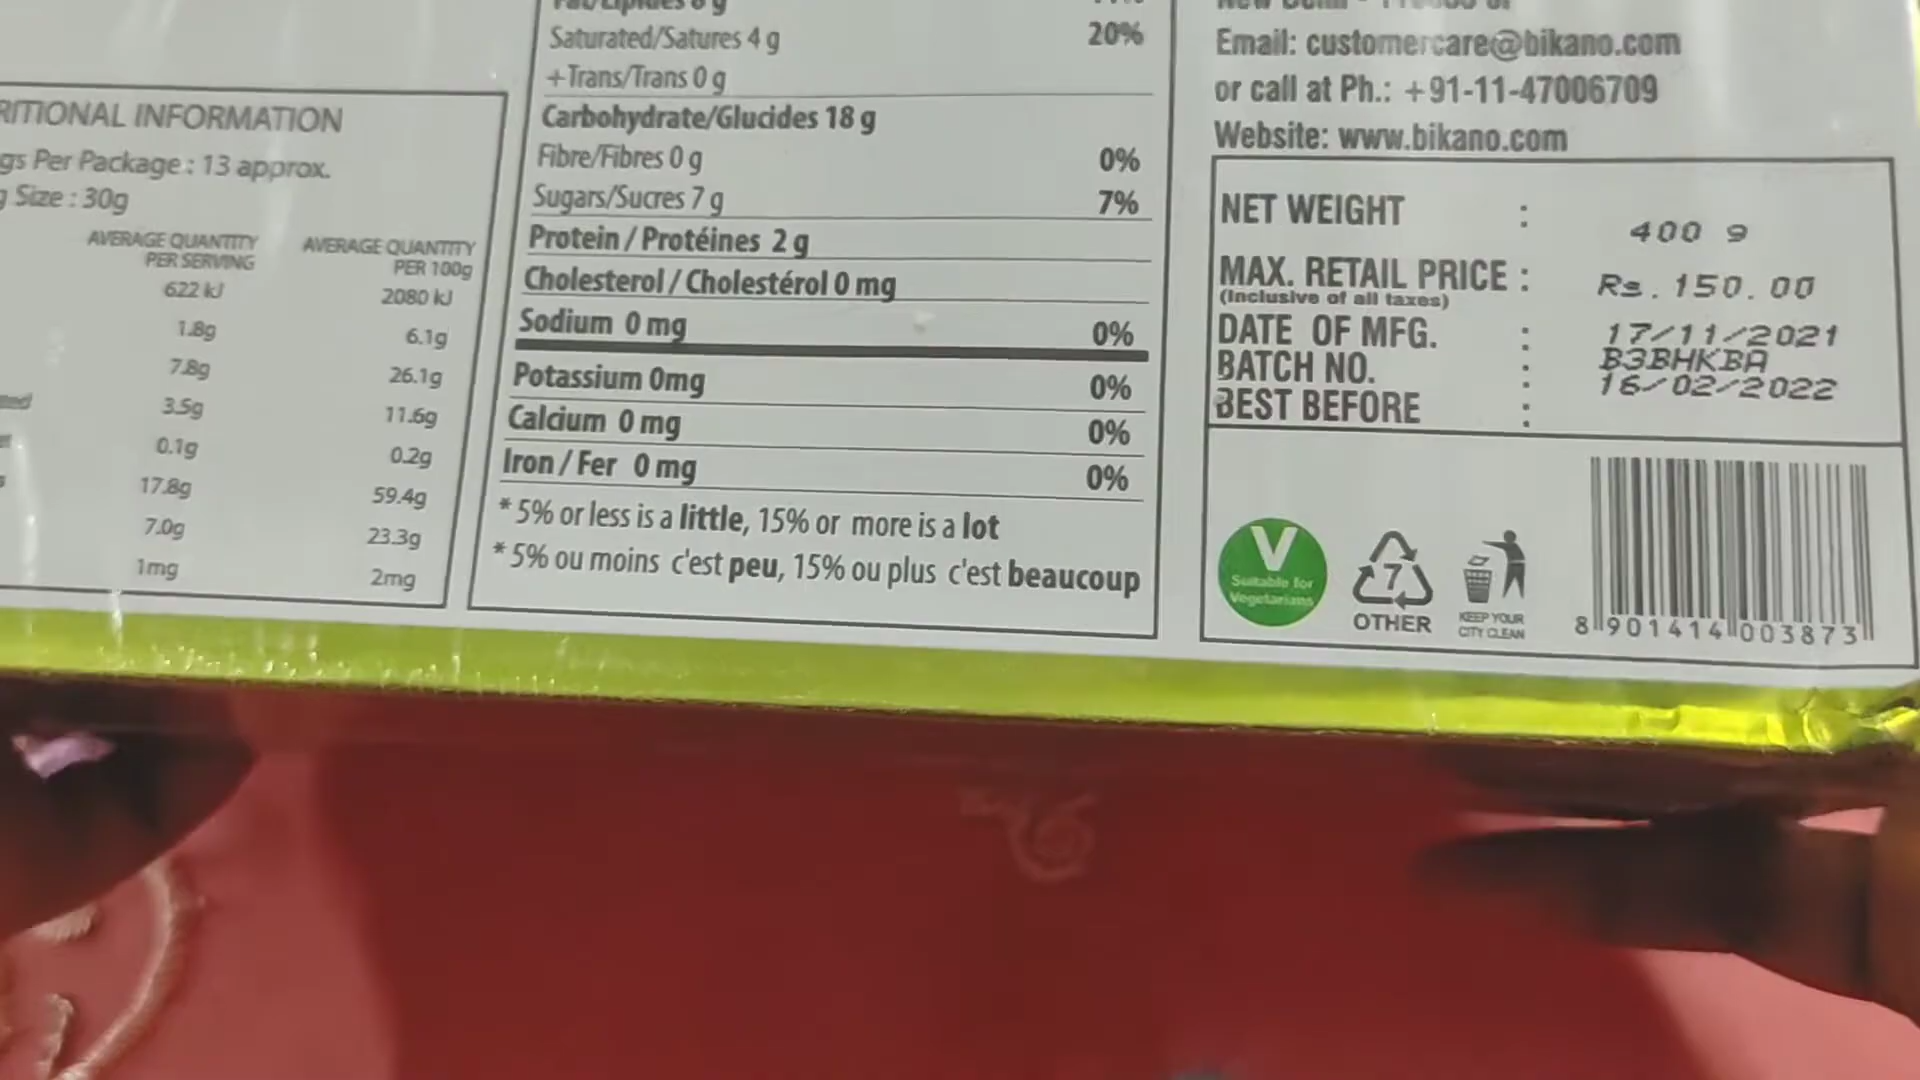 RITIONAL INFORMATION
gs Per Package : 13 approx.
g Size : 30g
AVERAGE QUANTITY PER SERVING
AVERAGE QUANTITY PER 100g
622 kJ 2080 kJ
1.8g 6.1g
7.8g 26.1g
3.5g 11.6g
0.1g 0.2g
17.8g 59.4g
7.0g 23.3g
1mg 2mg
Saturated/Satures 4 g 20%
+Trans/Trans 0 g
Carbohydrate/Glucides 18 g
Fibre/Fibres 0 g 0%
Sugars/Sucres 7 g 7%
Protein / Protéines 2 g
Cholesterol / Cholestérol 0 mg
Sodium 0 mg 0%
Potassium 0mg 0%
Calcium 0 mg 0%
Iron / Fer 0 mg 0%
* 5% or less is a little, 15% or more is a lot
* 5% ou moins c'est peu, 15% ou plus c'est beaucoup
Email: customercare@bikano.com
or call at Ph.: +91-11-47006709
Website: www.bikano.com
NET WEIGHT : 400 g
MAX. RETAIL PRICE : Rs. 150.00
(Inclusive of all taxes)
DATE OF MFG. : 17/11/2021
BATCH NO. : B3BHKBA
BEST BEFORE : 16/02/2022
V
Suitable for
Vegetarians
7
OTHER
KEEP YOUR
CITY CLEAN
8 901414 003873